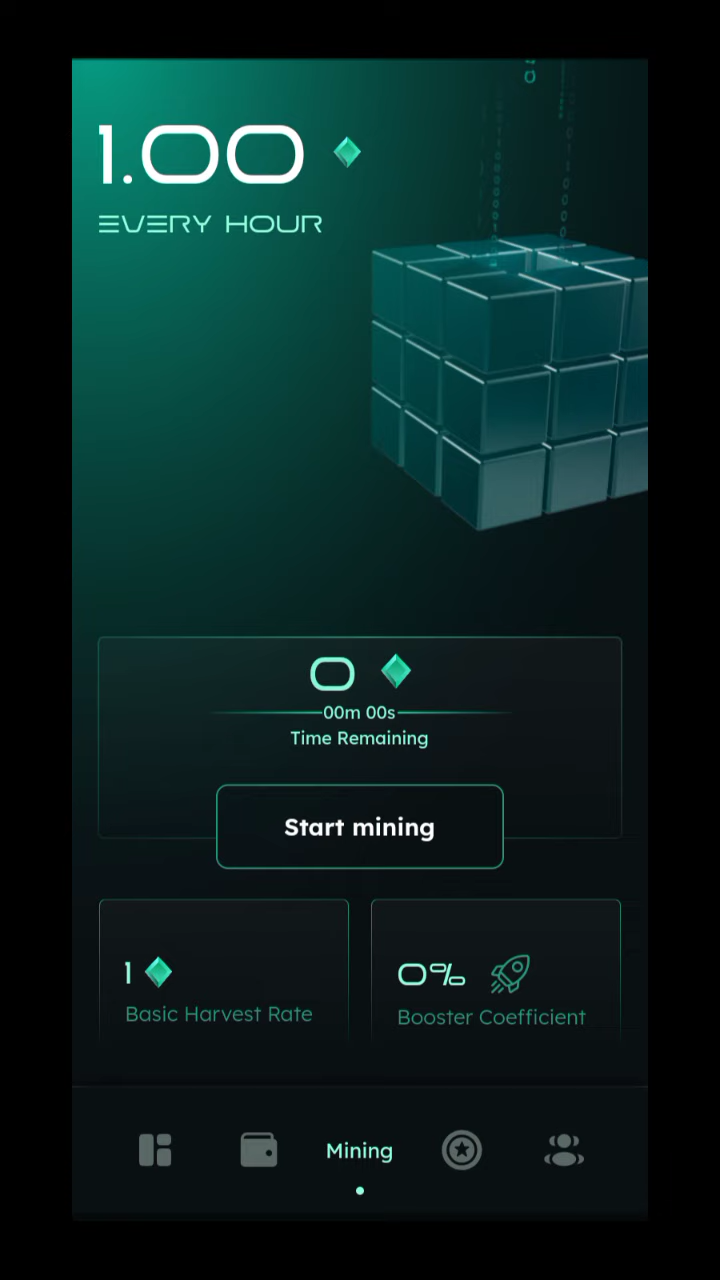 1.00
EVERY HOUR
0
00m 00s
Time Remaining
Start mining
1
Basic Harvest Rate
0%
Booster Coefficient
Mining